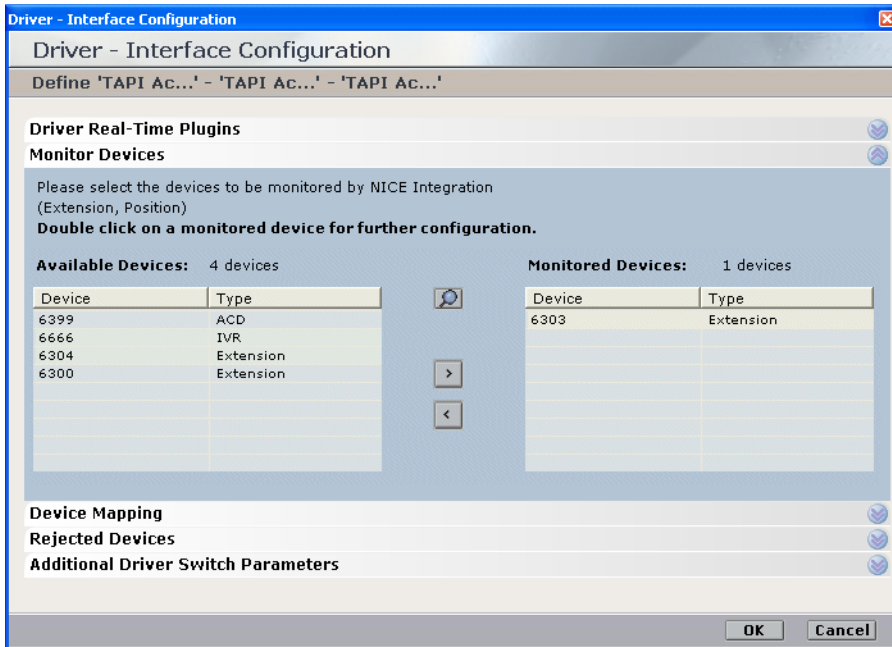 Driver - Interface Configuration
Driver - Interface Configuration
Define 'TAPI Ac...' - 'TAPI Ac...' - 'TAPI Ac...'
Driver Real-Time Plugins
Monitor Devices
Please select the devices to be monitored by NICE Integration
(Extension, Position)
Double click on a monitored device for further configuration.
Available Devices: 4 devices
Device Type
6399 ACD
6666 IVR
6304 Extension
6300 Extension
>
<
Monitored Devices: 1 devices
Device Type
6303 Extension
Device Mapping
Rejected Devices
Additional Driver Switch Parameters
OK Cancel